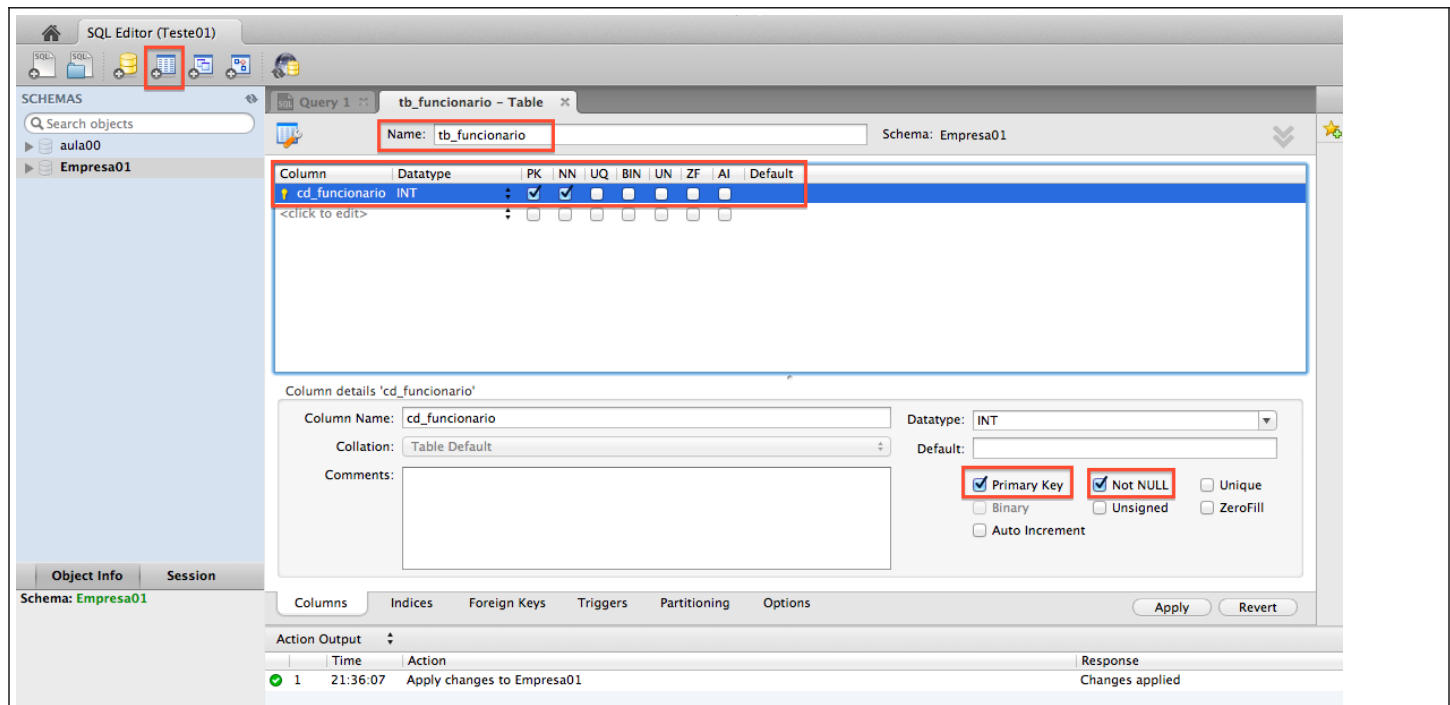 SQL Editor (Teste01)
SQL SQL
SCHEMAS
Search objects
aula00
Empresa01
SQL Query 1 tb_funcionario - Table
Name: tb_funcionario Schema: Empresa01
Column Datatype PK NN UQ BIN UN ZF AI Default
cd_funcionario INT
<click to edit>
Column details 'cd_funcionario'
Column Name: cd_funcionario Datatype: INT
Collation: Table Default Default:
Comments:
Primary Key Not NULL Unique
Binary Unsigned ZeroFill
Auto Increment
Object Info Session
Schema: Empresa01
Columns Indices Foreign Keys Triggers Partitioning Options Apply Revert
Action Output
Time Action Response
1 21:36:07 Apply changes to Empresa01 Changes applied